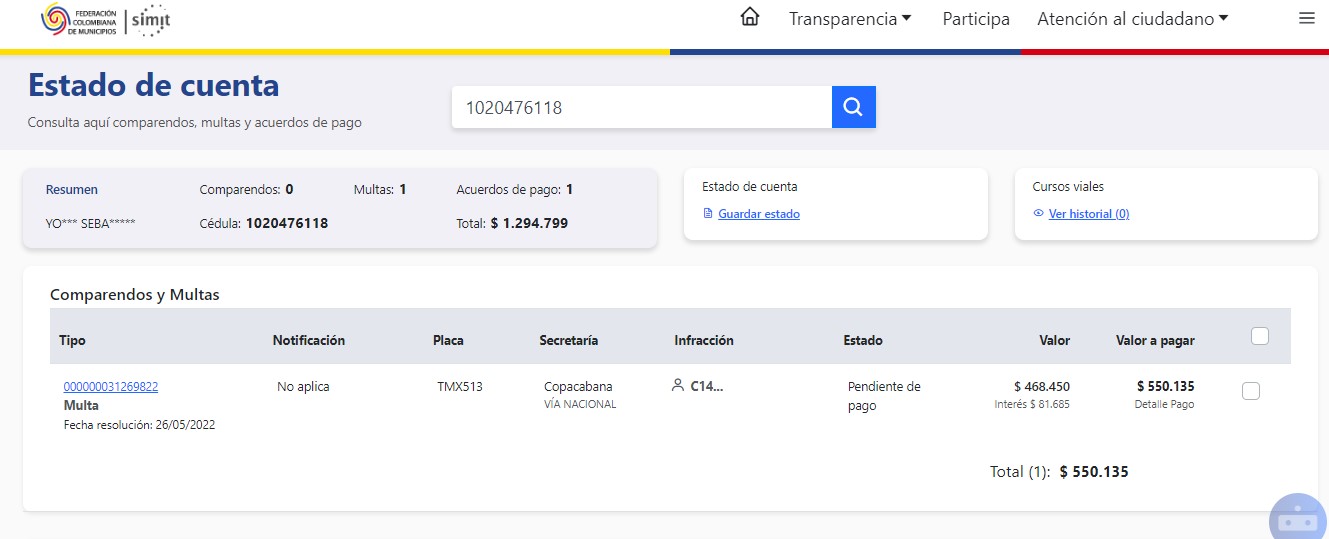 FEDERACIÓN
COLOMBIANA
DE MUNICIPIOS
simit
Transparencia
Participa
Atención al ciudadano
Estado de cuenta
Consulta aquí comparendos, multas y acuerdos de pago
1020476118
Resumen
Comparendos: 0
Multas: 1
Acuerdos de pago: 1
YO*** SEBA*****
Cédula: 1020476118
Total: $ 1.294.799
Estado de cuenta
Guardar estado
Cursos viales
Ver historial (0)
Comparendos y Multas
Tipo
Notificación
Placa
Secretaría
Infracción
Estado
Valor
Valor a pagar
000000031269822
Multa
Fecha resolución: 26/05/2022
No aplica
TMX513
Copacabana
VÍA NACIONAL
C14...
Pendiente de
pago
$ 468.450
Interés $ 81.685
$ 550.135
Detalle Pago
Total (1): $ 550.135